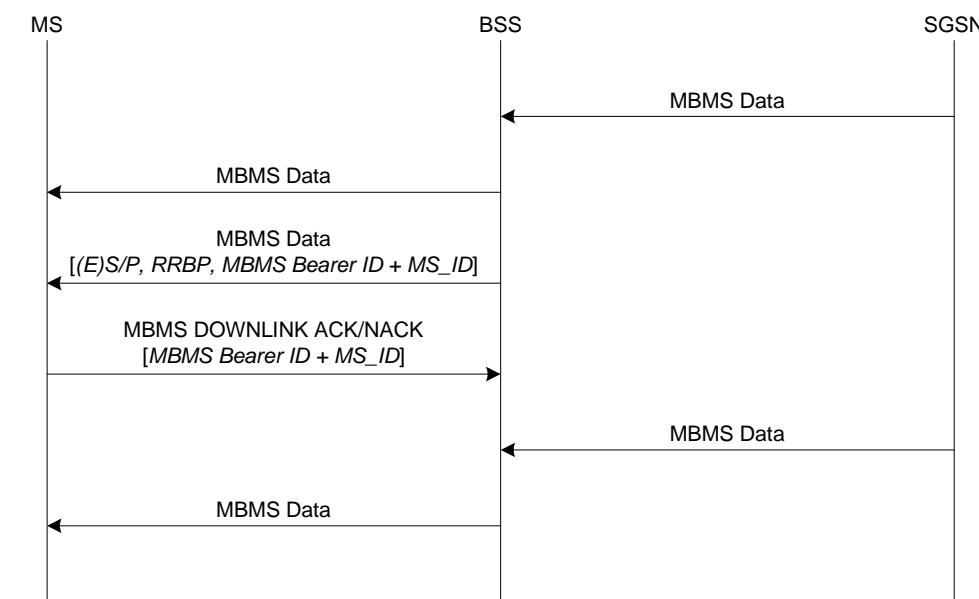 MS
BSS
SGSN
MBMS Data
MBMS Data
MBMS Data
[(E)S/P, RRBP, MBMS Bearer ID + MS_ID]
MBMS DOWNLINK ACK/NACK
[MBMS Bearer ID + MS_ID]
MBMS Data
MBMS Data